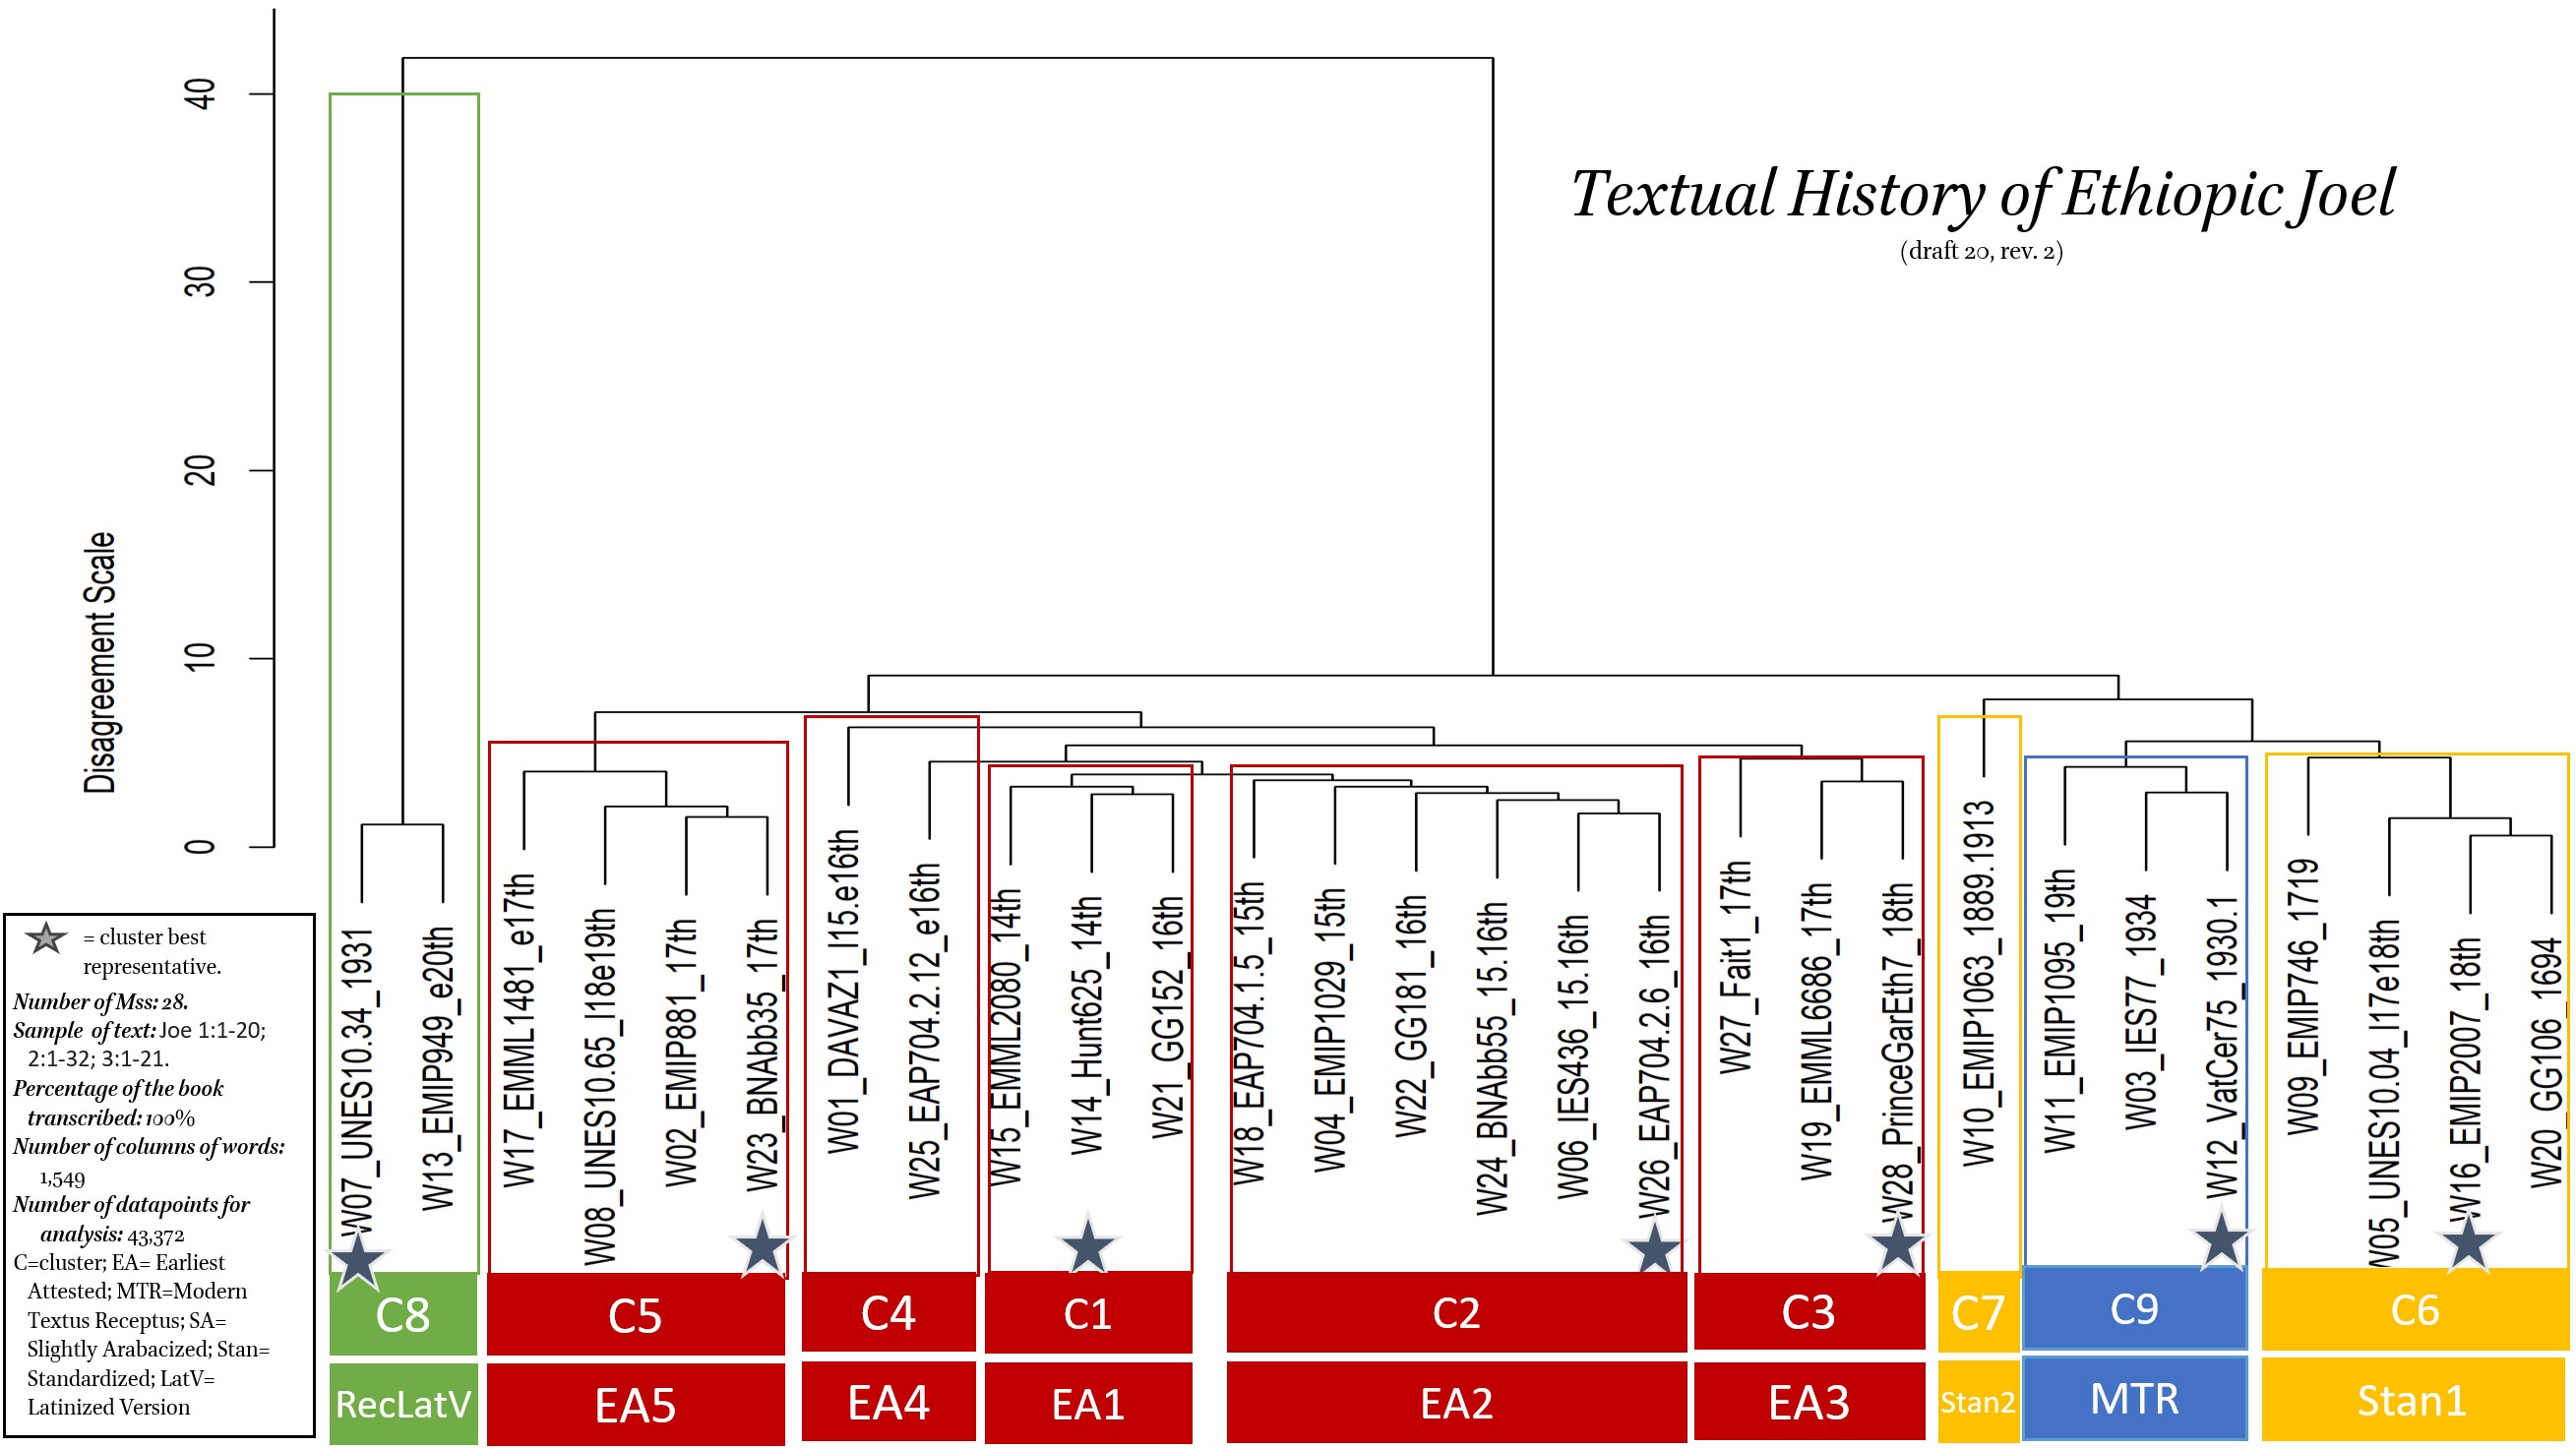 Textual History of Ethiopic Joel
(draft 20, rev. 2)
Disagreement Scale
40
30
20
10
0
W07_UNES10.34_1931
W13_EMIP949_e20th
W17_EMML1481_e17th
W08_UNES10.65_l18e19th
W02_EMIP881_17th
W23_BNAbb35_17th
W01_DAVAZ1_l15.e16th
W25_EAP704.2.12_e16th
W15_EMML2080_14th
W14_Hunt625_14th
W21_GG152_16th
W18_EAP704.1.5_15th
W04_EMIP1029_15th
W22_GG181_16th
W24_BNAbb55_15.16th
W06_IES436_15.16th
W26_EAP704.2.6_16th
W27_Fait1_17th
W19_EMML6686_17th
W28_PrinceGarEth7_18th
W10_EMIP1063_1889.1913
W11_EMIP1095_19th
W03_IES77_1934
W12_VatCer75_1930.1
W09_EMIP746_1719
W05_UNES10.04_l17e18th
W16_EMIP2007_18th
W20_GG106_1694
= cluster best
representative.
Number of Mss: 28.
Sample of text: Joe 1:1-20;
2:1-32; 3:1-21.
Percentage of the book
transcribed: 100%
Number of columns of words:
1,549
Number of datapoints for
analysis: 43,372
C=cluster; EA= Earliest
Attested; MTR=Modern
Textus Receptus; SA=
Slightly Arabacized; Stan=
Standardized; LatV=
Latinized Version
C8
C5
C4
C1
C2
C3
C7
C9
C6
RecLatV
EA5
EA4
EA1
EA2
EA3
Stan2
MTR
Stan1